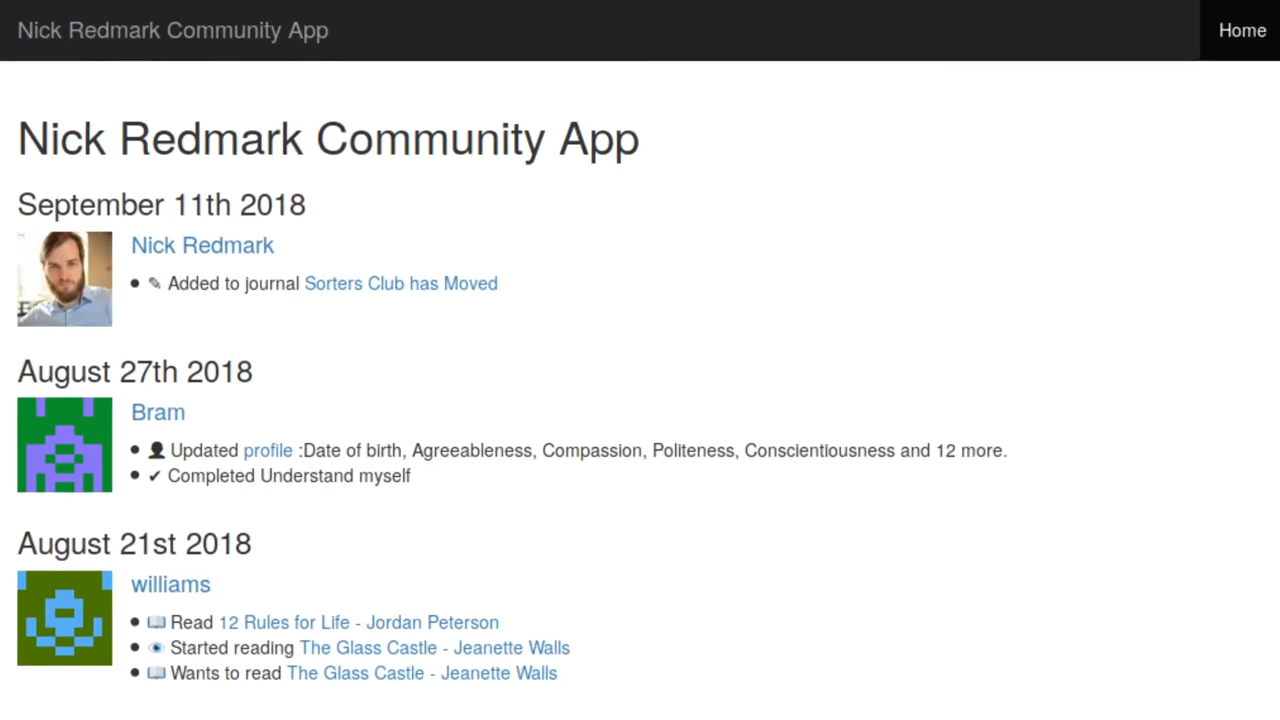 Nick Redmark Community App
Home
Nick Redmark Community App
September 11th 2018
Nick Redmark
• ✎ Added to journal Sorters Club has Moved
August 27th 2018
Bram
• 👤 Updated profile :Date of birth, Agreeableness, Compassion, Politeness, Conscientiousness and 12 more.
• ✔ Completed Understand myself
August 21st 2018
williams
• 📖 Read 12 Rules for Life - Jordan Peterson
• 👁 Started reading The Glass Castle - Jeanette Walls
• 📖 Wants to read The Glass Castle - Jeanette Walls